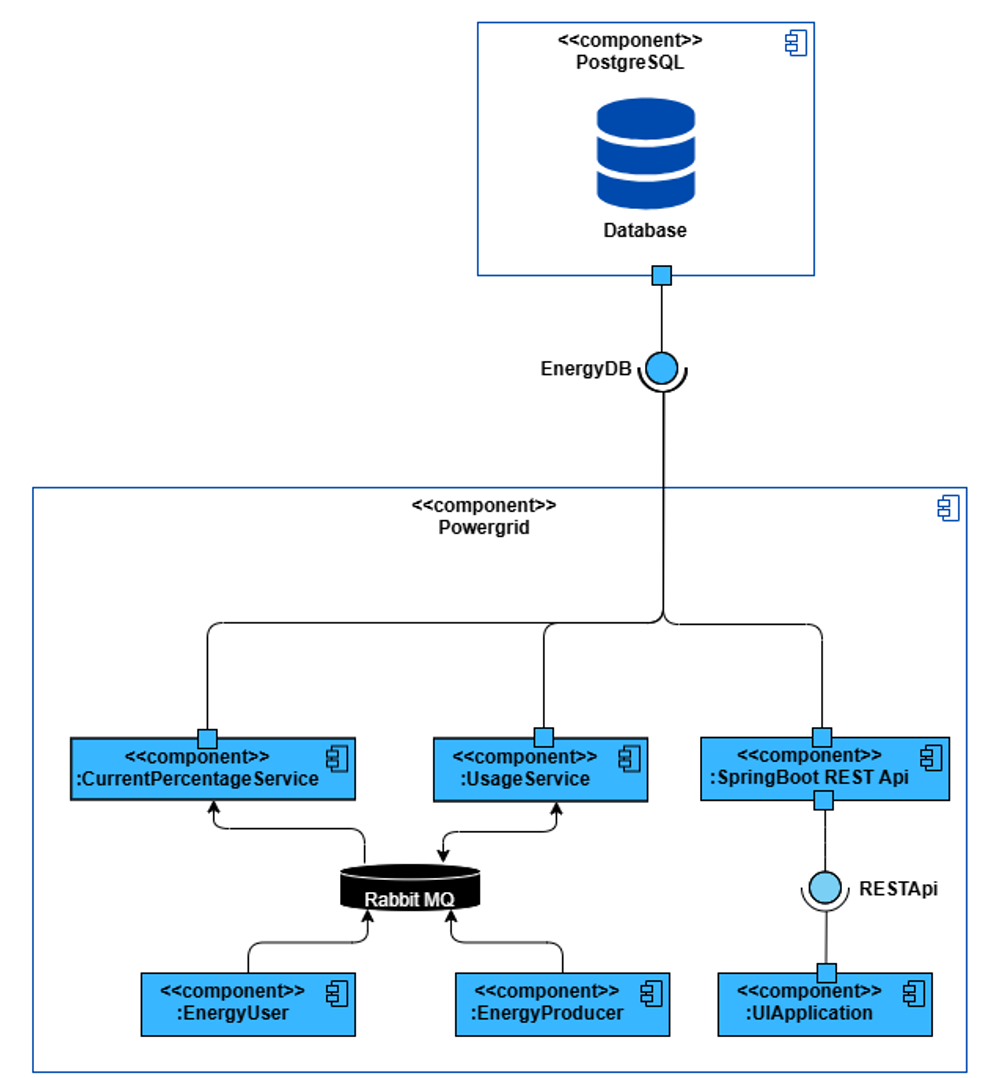 <<component>>
PostgreSQL
Database
EnergyDB
<<component>>
Powergrid
<<component>>
:CurrentPercentageService
<<component>>
:UsageService
<<component>>
:SpringBoot REST Api
Rabbit MQ
RESTApi
<<component>>
:EnergyUser
<<component>>
:EnergyProducer
<<component>>
:UIApplication